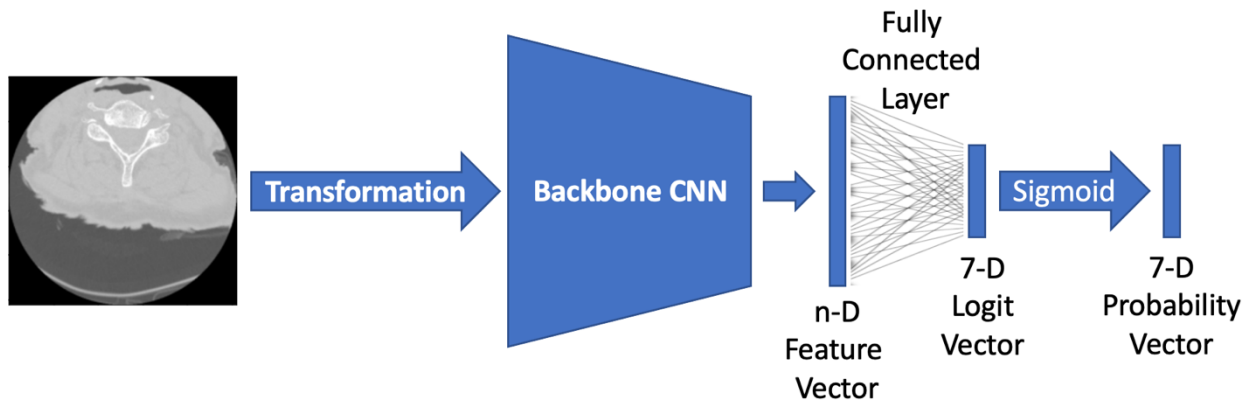 Transformation
Backbone CNN
Fully
Connected
Layer
n-D
Feature
Vector
7-D
Logit
Vector
Sigmoid
7-D
Probability
Vector